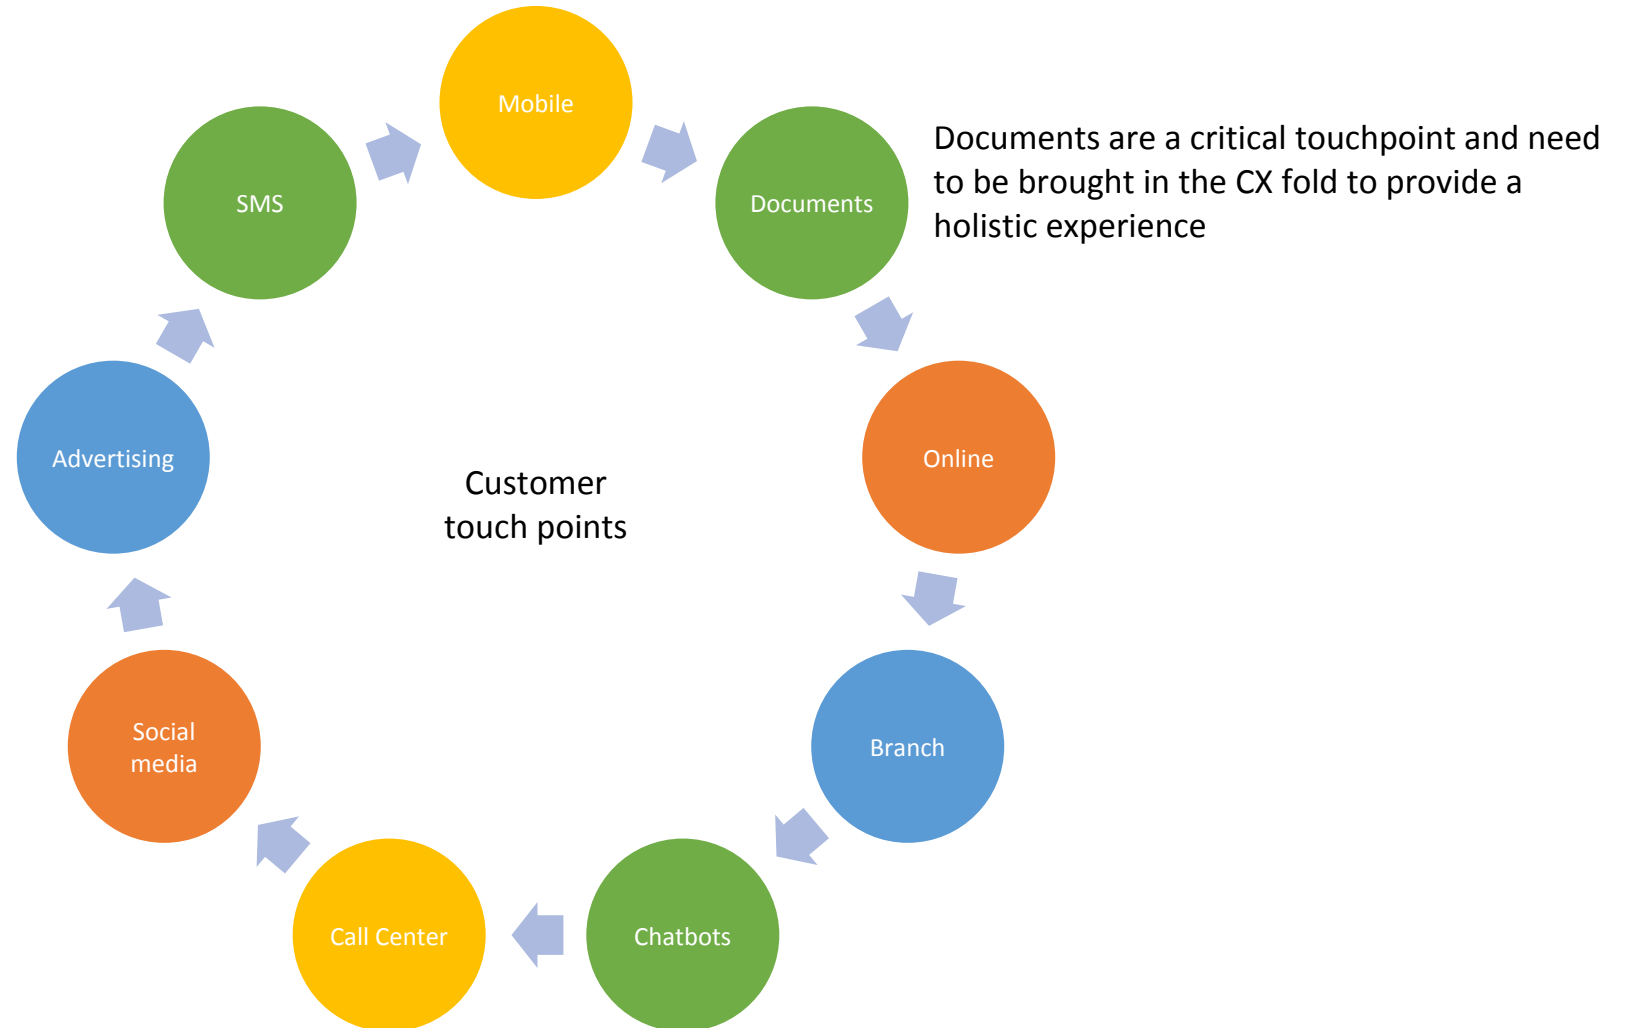 Mobile
Documents
Documents are a critical touchpoint and need
to be brought in the CX fold to provide a
holistic experience
Online
Branch
Chatbots
Call Center
Social
media
Advertising
SMS
Customer
touch points